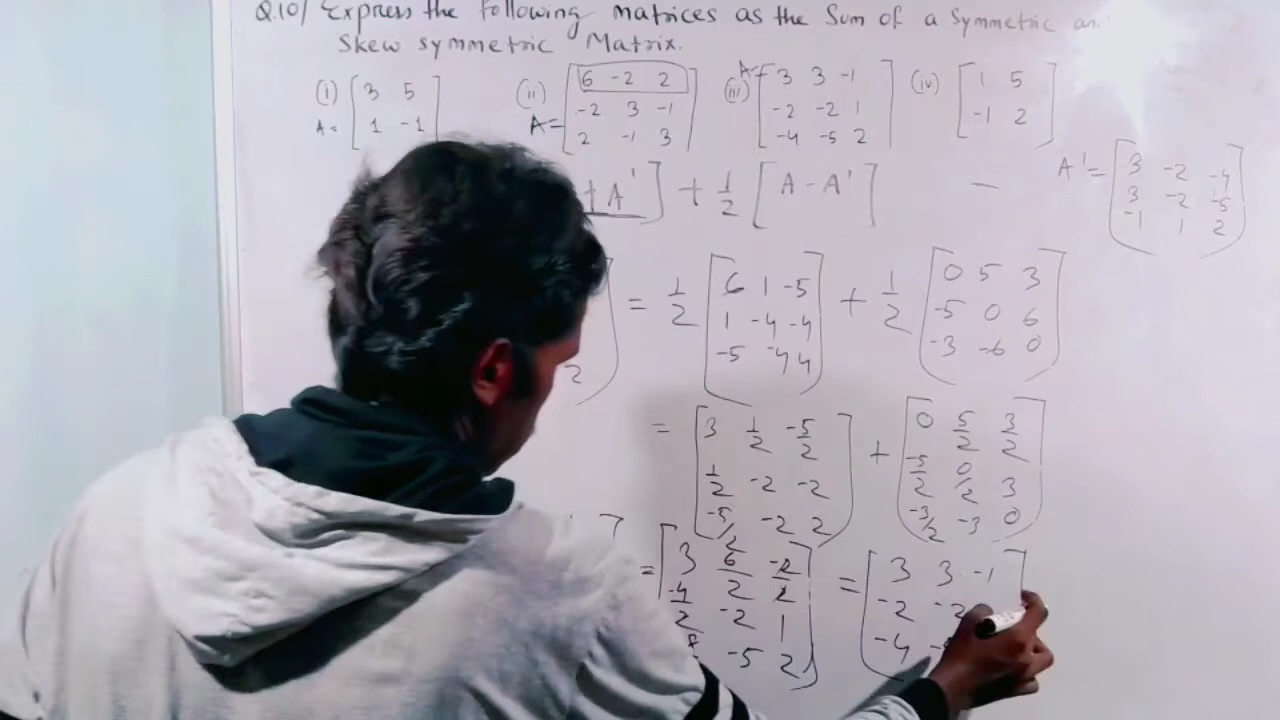 Q.10/ Express the following matrices as the Sum of a Symmetric an
Skew symmetric Matrix.
(i) A = [3 5
1 -1]
(ii) A = [6 -2 2
-2 3 -1
2 -1 3]
(iii) A = [3 3 -1
-2 -2 1
-4 -5 2]
(iv) [1 5
-1 2]
+ A'] + 1/2 [A - A'] —
A' = [3 -2 -4
3 -2 -5
-1 1 2]
2] = 1/2 [6 1 -5
1 -4 -4
-5 -4 4] + 1/2 [0 5 3
-5 0 6
-3 -6 0]
= [3 1/2 -5/2
1/2 -2 -2
-5/2 -2 2] + [0 5/2 3/2
-5/2 0/2 3
-3/2 -3 0]
= [3 6/2 -2/2
-4/2 -2 1
-5 2] = [3 3 -1
-2 -2
-4